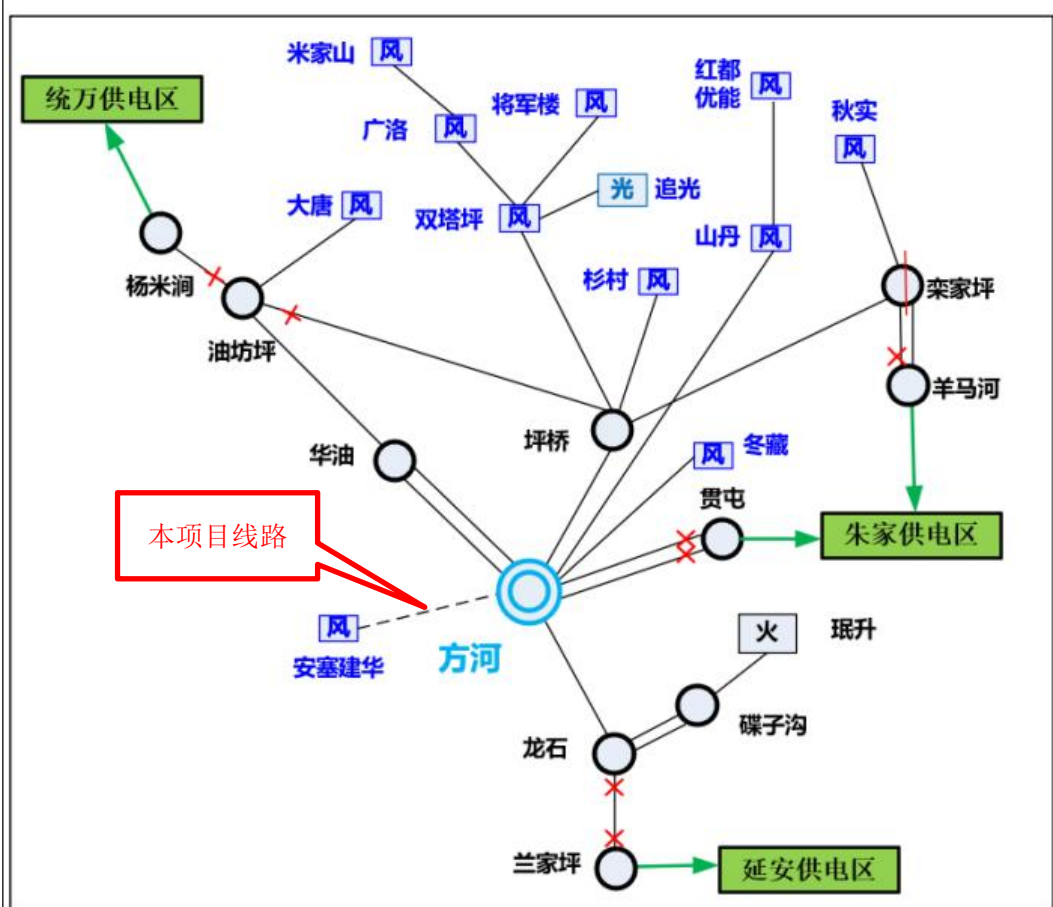 米家山
风
红都
优能
风
统万供电区
将军楼
风
秋实
广洛
风
风
光
追光
大唐
风
双塔坪
风
山丹
风
杉村
风
杨米涧
栾家坪
油坊坪
羊马河
坪桥
华油
风
冬藏
贯屯
本项目线路
朱家供电区
风
安塞建华
方河
火
珉升
碟子沟
龙石
兰家坪
延安供电区